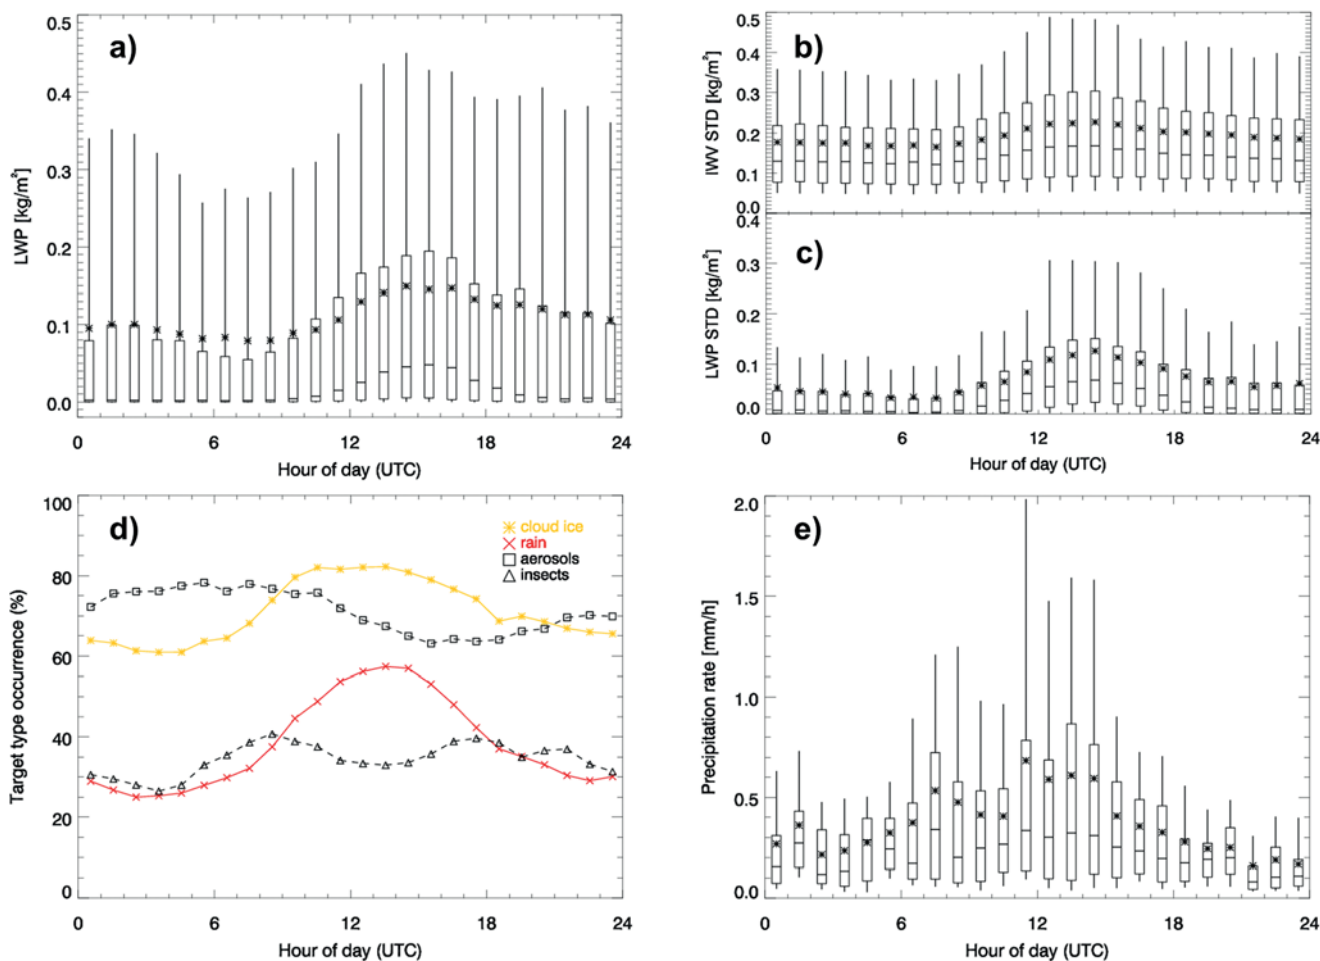 a)
LWP [kg/m²]
0.5
0.4
0.3
0.2
0.1
0.0
0 6 12 18 24
Hour of day (UTC)
b)
IWV STD [kg/m²]
0.5
0.4
0.3
0.2
0.1
0.0
c)
LWP STD [kg/m²]
0.3
0.2
0.1
0.0
0 6 12 18 24
Hour of day (UTC)
d)
cloud ice
rain
aerosols
insects
Target type occurrence (%)
100
80
60
40
20
0
0 6 12 18 24
Hour of day (UTC)
e)
Precipitation rate [mm/h]
2.0
1.5
1.0
0.5
0.0
0 6 12 18 24
Hour of day (UTC)